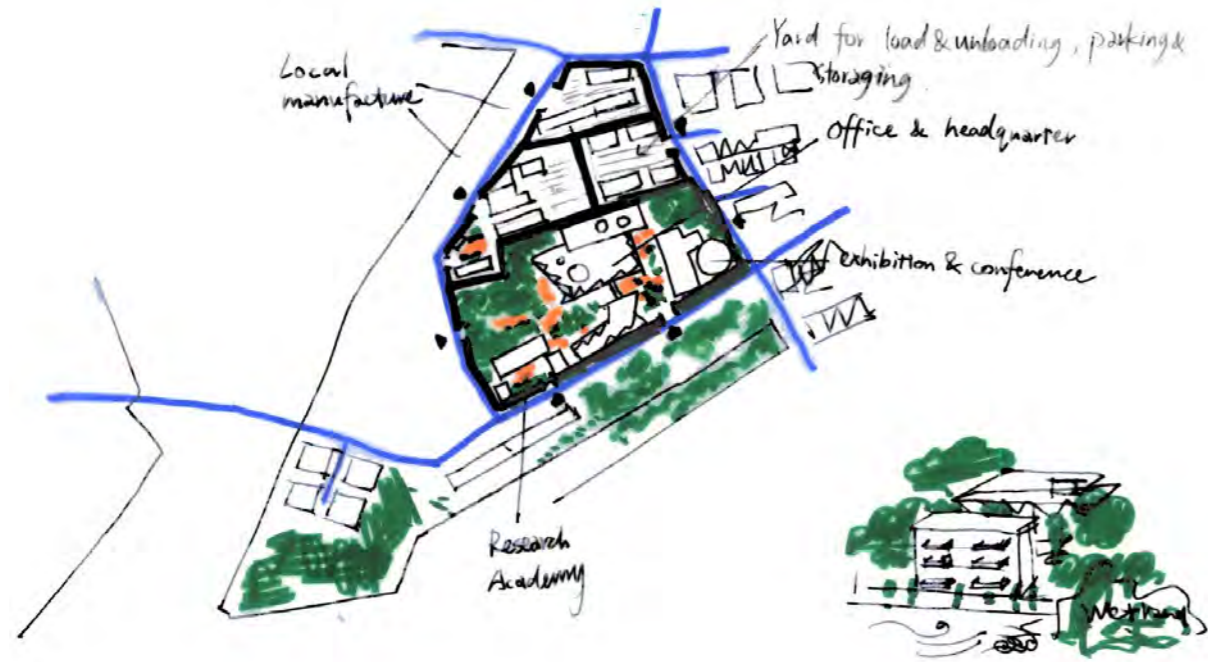 Local
manufacture
Yard for load & unloading, parking &
storaging
Office & headquarter
exhibition & conference
Research
Academy
Wetland